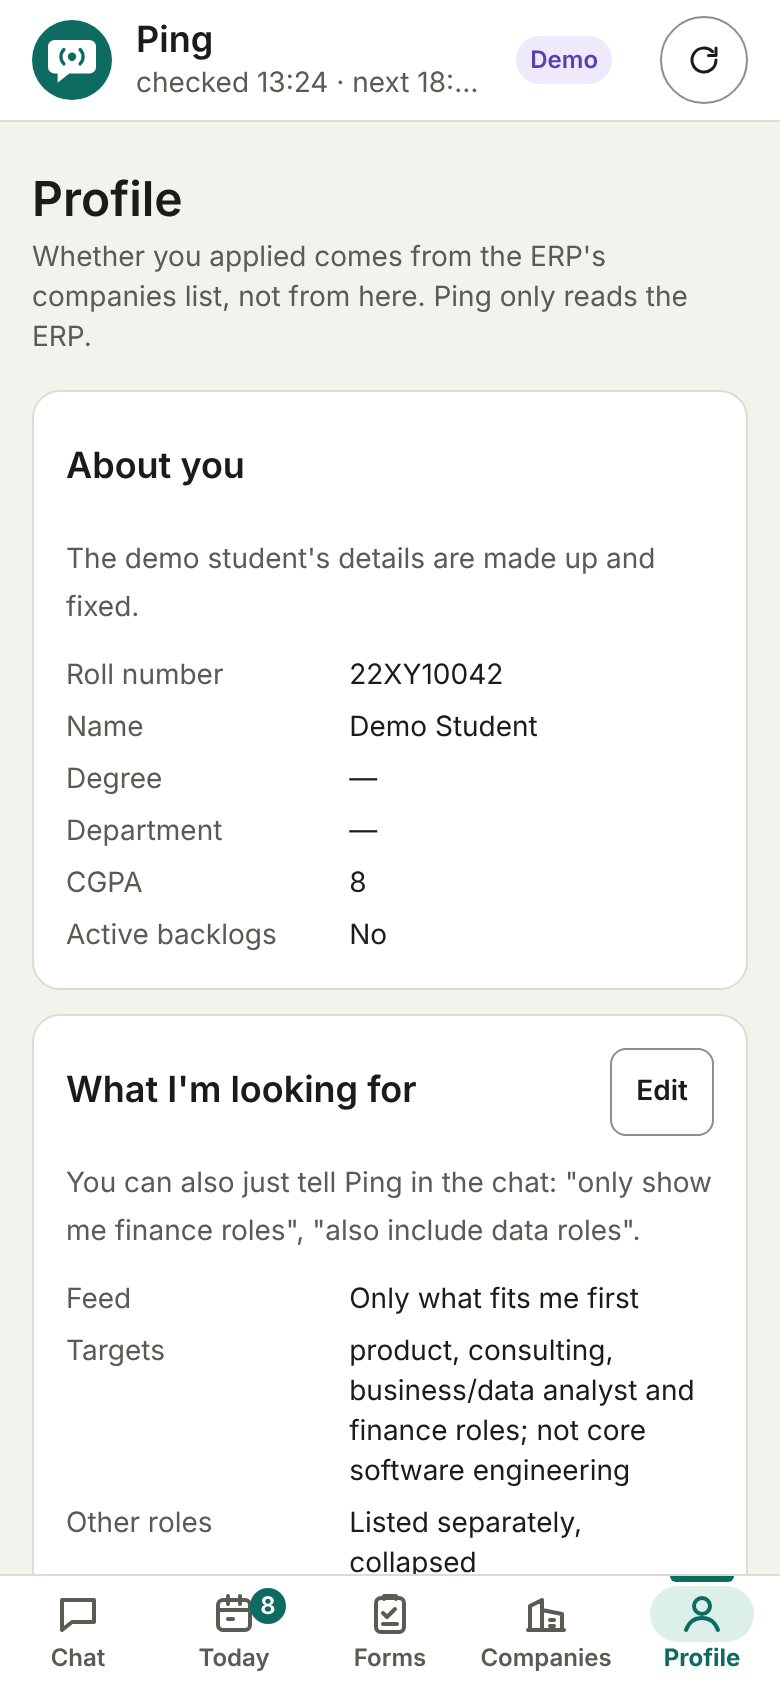 Ping
checked 13:24 · next 18:...
Demo
Profile
Whether you applied comes from the ERP's
companies list, not from here. Ping only reads the
ERP.
About you
The demo student's details are made up and
fixed.
Roll number 22XY10042
Name Demo Student
Degree —
Department —
CGPA 8
Active backlogs No
What I'm looking for
Edit
You can also just tell Ping in the chat: "only show
me finance roles", "also include data roles".
Feed Only what fits me first
Targets product, consulting,
business/data analyst and
finance roles; not core
software engineering
Other roles Listed separately,
collapsed
Chat
8
Today
Forms
Companies
Profile